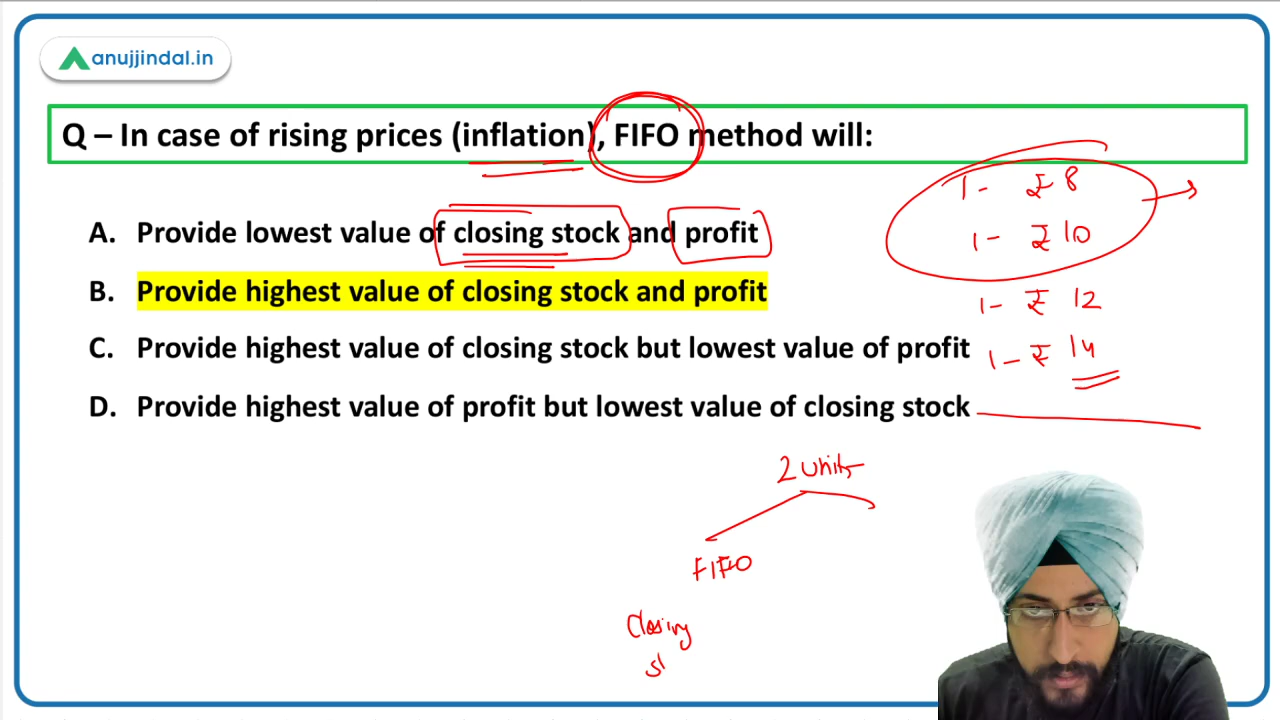 anujjindal.in
Q – In case of rising prices (inflation), FIFO method will:
A. Provide lowest value of closing stock and profit
B. Provide highest value of closing stock and profit
C. Provide highest value of closing stock but lowest value of profit
D. Provide highest value of profit but lowest value of closing stock
1- ₹ 8
1- ₹ 10
1- ₹ 12
1- ₹ 14
2 units
FIFO
Closing
st